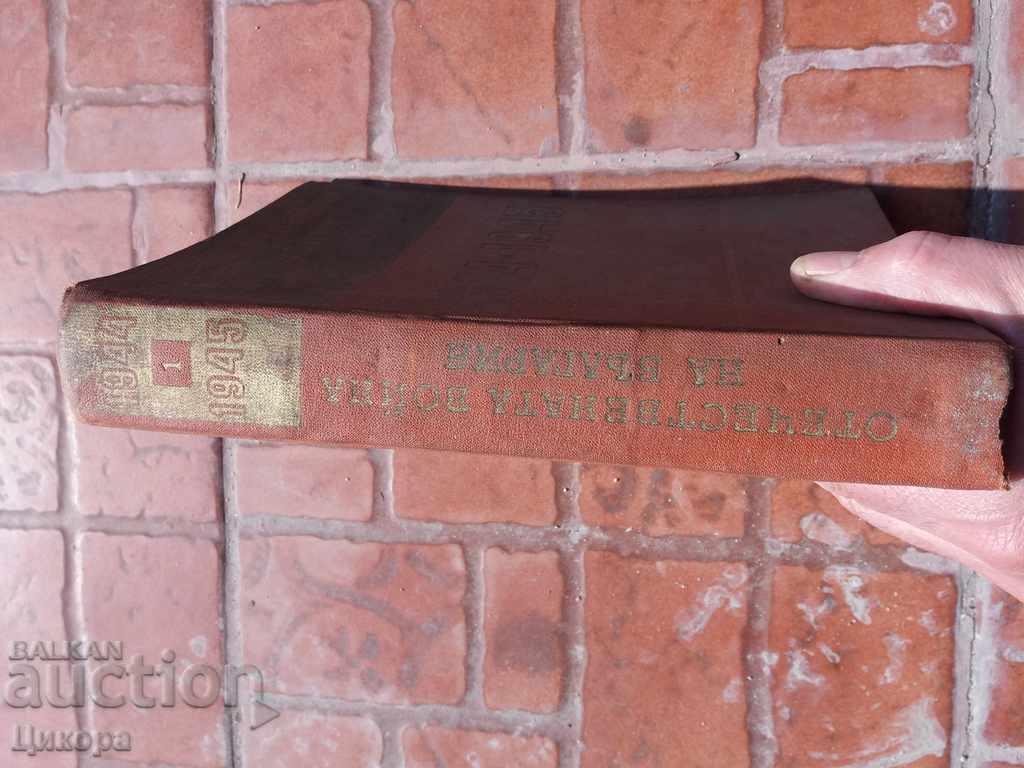 ОТЕЧЕСТВЕНАТА ВОЙНА
НА БЪЛГАРИЯ
1944
1
1945
BALKAN
auction
Цикора